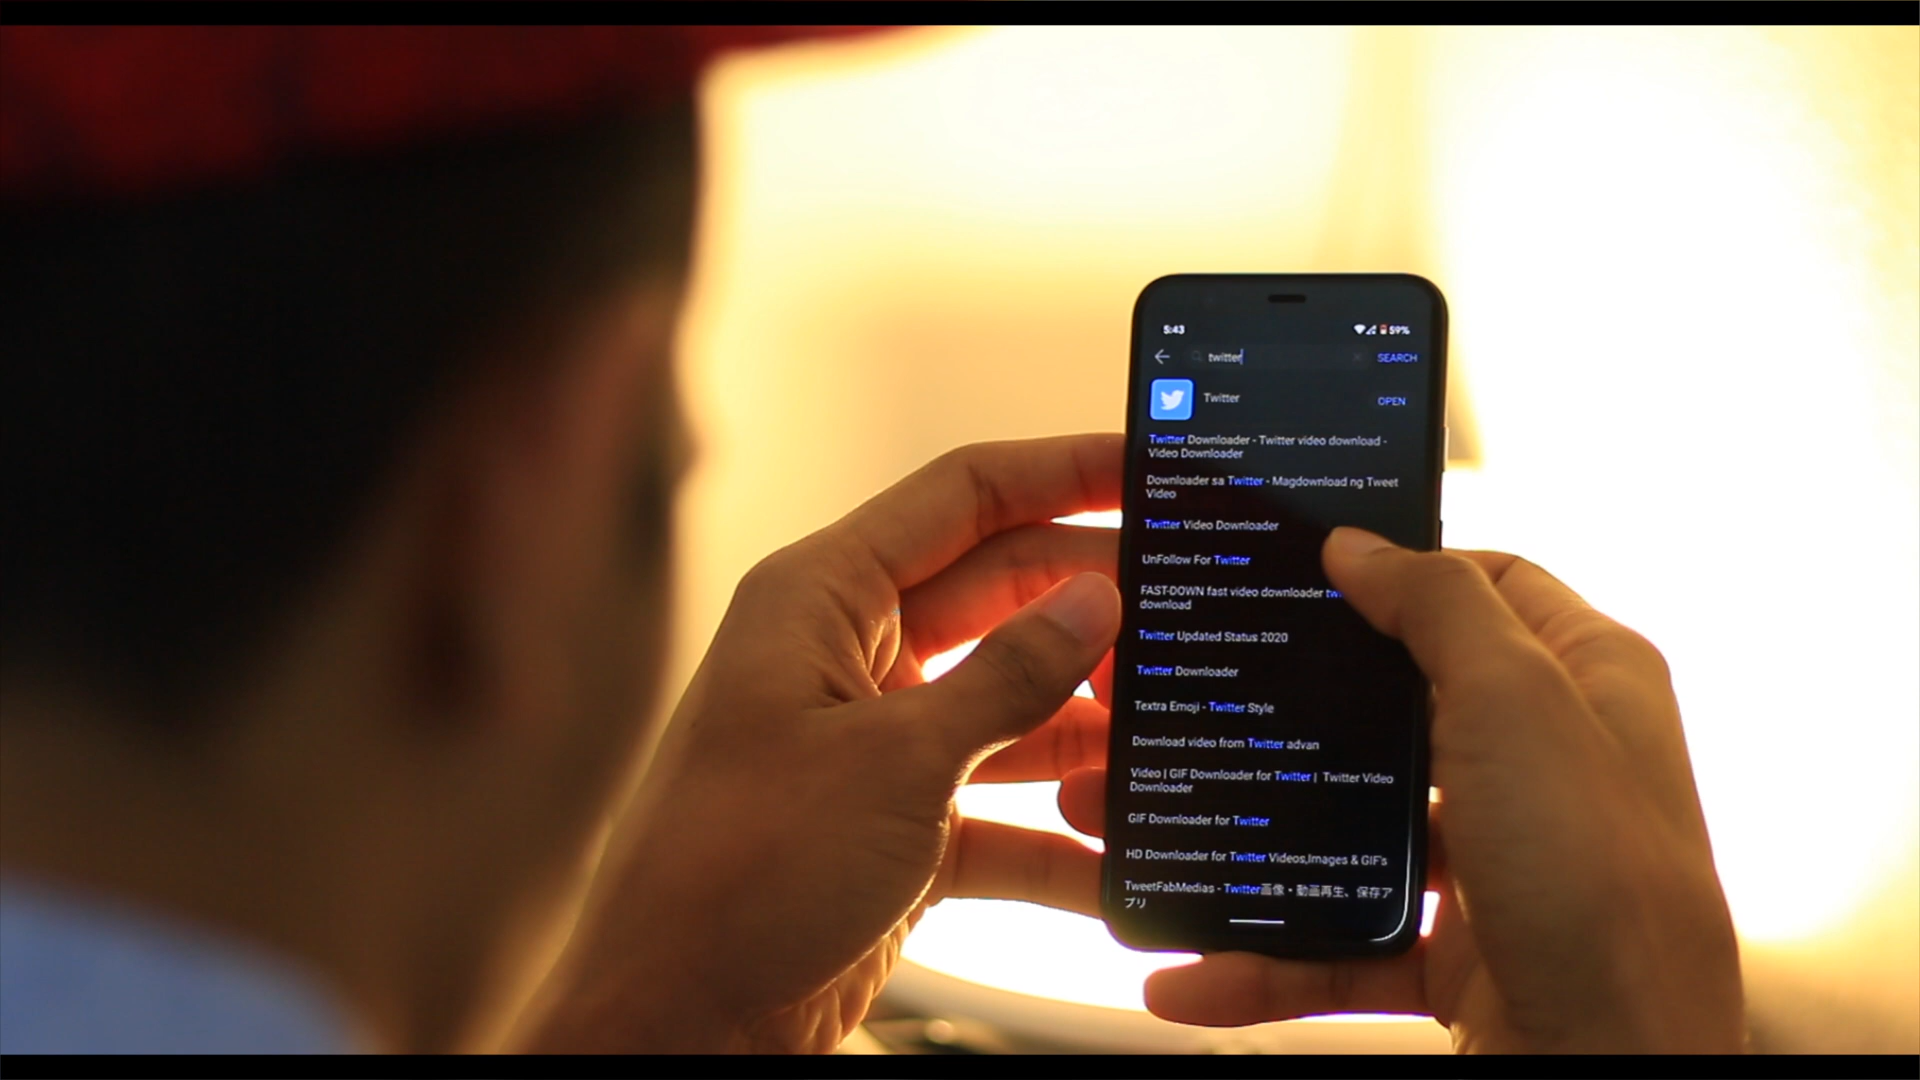 5:43 59%
twitter SEARCH
Twitter OPEN
Twitter Downloader - Twitter video download -
Video Downloader
Downloader sa Twitter - Magdownload ng Tweet
Video
Twitter Video Downloader
UnFollow For Twitter
FAST-DOWN fast video downloader
download
Twitter Updated Status 2020
Twitter Downloader
Textra Emoji - Twitter Style
Download video from Twitter advan
Video | GIF Downloader for Twitter | Twitter Video
Downloader
GIF Downloader for Twitter
HD Downloader for Twitter Videos,Images & GIF's
TweetFabMedias - Twitter画像・動画再生、保存ア
プリ